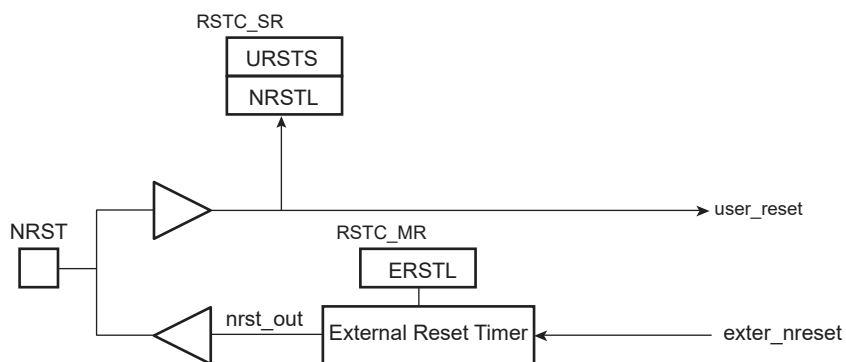 RSTC_SR
URSTS
NRSTL
user_reset
NRST
RSTC_MR
ERSTL
nrst_out
External Reset Timer
exter_nreset